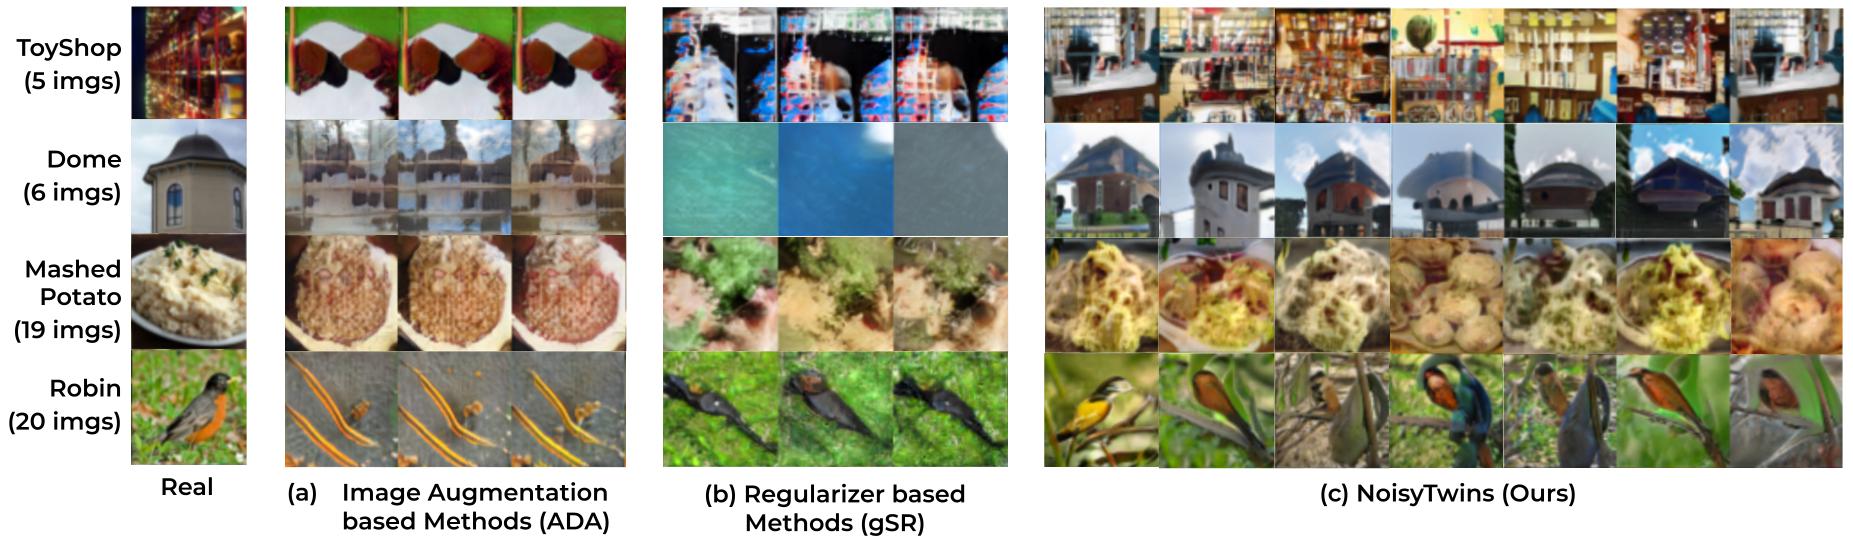 ToyShop
(5 imgs)
Dome
(6 imgs)
Mashed
Potato
(19 imgs)
Robin
(20 imgs)
Real
(a) Image Augmentation
based Methods (ADA)
(b) Regularizer based
Methods (gSR)
(c) NoisyTwins (Ours)